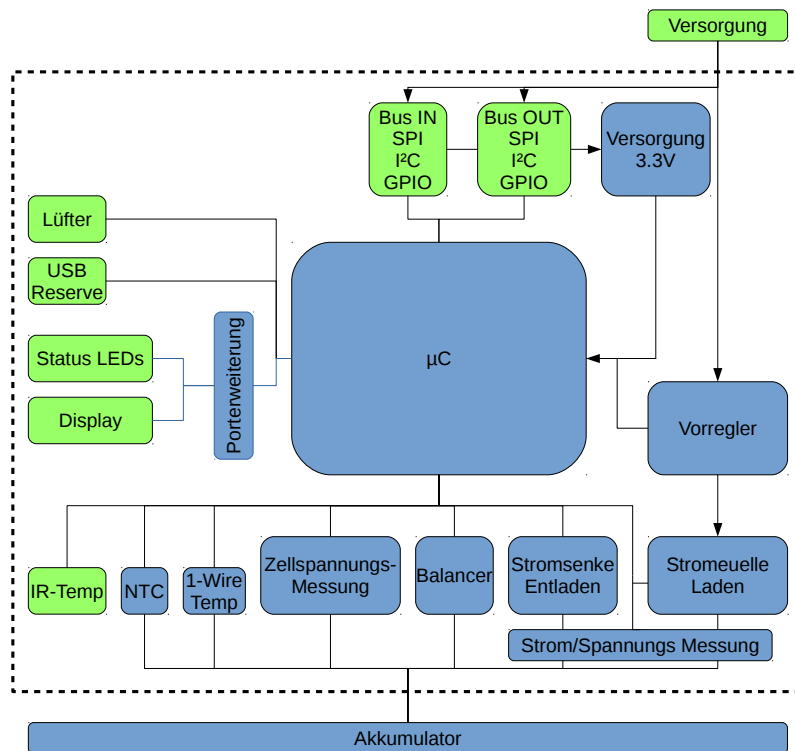 Versorgung
Bus IN
SPI
I²C
GPIO
Bus OUT
SPI
I²C
GPIO
Versorgung
3.3V
Lüfter
USB
Reserve
Status LEDs
Display
Porterweiterung
µC
Vorregler
IR-Temp
NTC
1-Wire
Temp
Zellspannungs-
Messung
Balancer
Stromsenke
Entladen
Stromeuelle
Laden
Strom/Spannungs Messung
Akkumulator